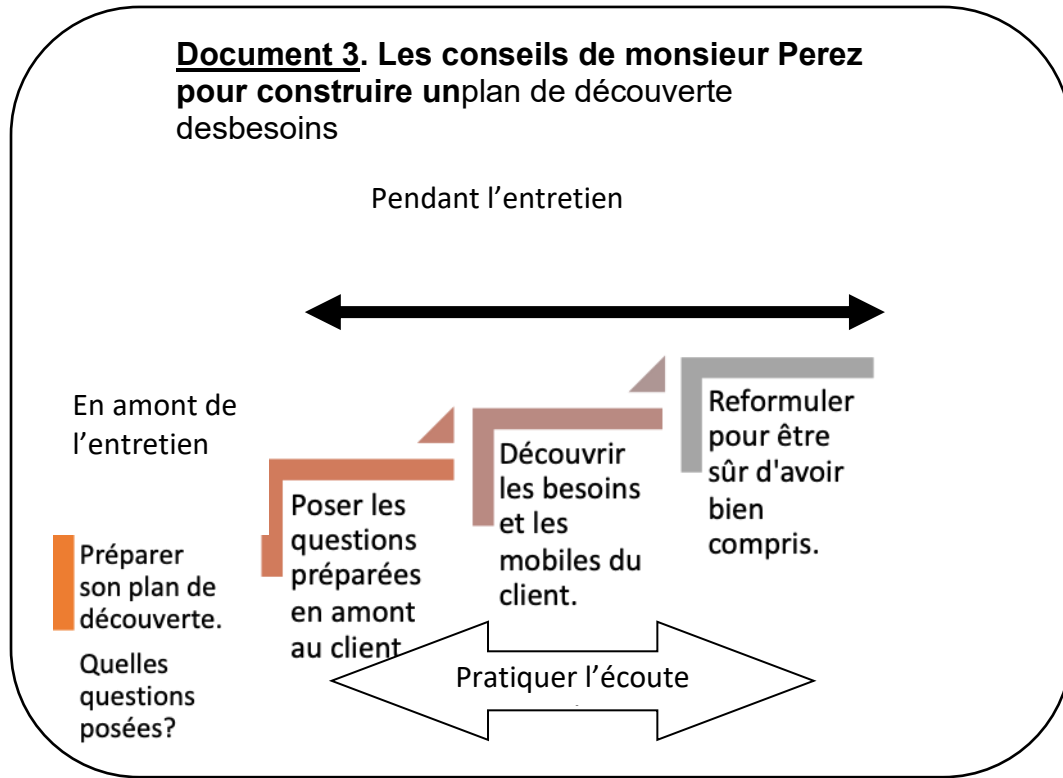 Document 3. Les conseils de monsieur Perez
pour construire unplan de découverte
desbesoins
Pendant l’entretien
En amont de
l’entretien
Préparer
son plan de
découverte.
Quelles
questions
posées?
Poser les
questions
préparées
en amont
au client
Découvrir
les besoins
et les
mobiles du
client.
Reformuler
pour être
sûr d'avoir
bien
compris.
Pratiquer l’écoute